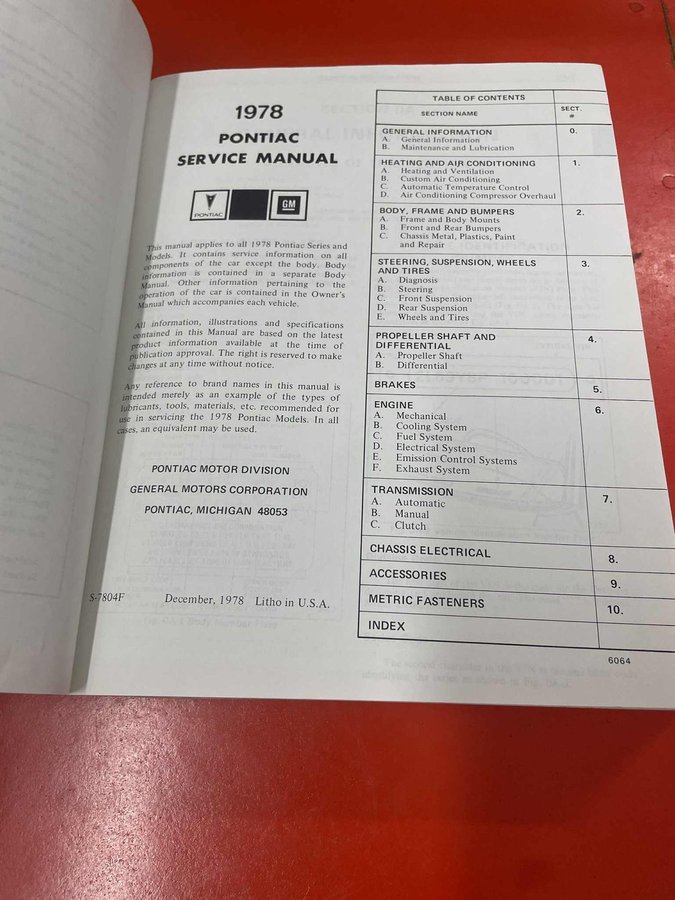 1978
PONTIAC
SERVICE MANUAL
PONTIAC
GM
This manual applies to all 1978 Pontiac Series and
Models. It contains service information on all
components of the car except the body. Body
information is contained in a separate Body
Manual. Other information pertaining to the
operation of the car is contained in the Owner's
Manual which accompanies each vehicle.
All information, illustrations and specifications
contained in this Manual are based on the latest
product information available at the time of
publication approval. The right is reserved to make
changes at any time without notice.
Any reference to brand names in this manual is
intended merely as an example of the types of
lubricants, tools, materials, etc. recommended for
use in servicing the 1978 Pontiac Models. In all
cases, an equivalent may be used.
PONTIAC MOTOR DIVISION
GENERAL MOTORS CORPORATION
PONTIAC, MICHIGAN 48053
S-7804F December, 1978 Litho in U.S.A.
TABLE OF CONTENTS
SECTION NAME SECT. #
GENERAL INFORMATION 0.
A. General Information
B. Maintenance and Lubrication
HEATING AND AIR CONDITIONING 1.
A. Heating and Ventilation
B. Custom Air Conditioning
C. Automatic Temperature Control
D. Air Conditioning Compressor Overhaul
BODY, FRAME AND BUMPERS 2.
A. Frame and Body Mounts
B. Front and Rear Bumpers
C. Chassis Metal, Plastics, Paint
and Repair
STEERING, SUSPENSION, WHEELS 3.
AND TIRES
A. Diagnosis
B. Steering
C. Front Suspension
D. Rear Suspension
E. Wheels and Tires
PROPELLER SHAFT AND 4.
DIFFERENTIAL
A. Propeller Shaft
B. Differential
BRAKES 5.
ENGINE 6.
A. Mechanical
B. Cooling System
C. Fuel System
D. Electrical System
E. Emission Control Systems
F. Exhaust System
TRANSMISSION 7.
A. Automatic
B. Manual
C. Clutch
CHASSIS ELECTRICAL 8.
ACCESSORIES 9.
METRIC FASTENERS 10.
INDEX
6064